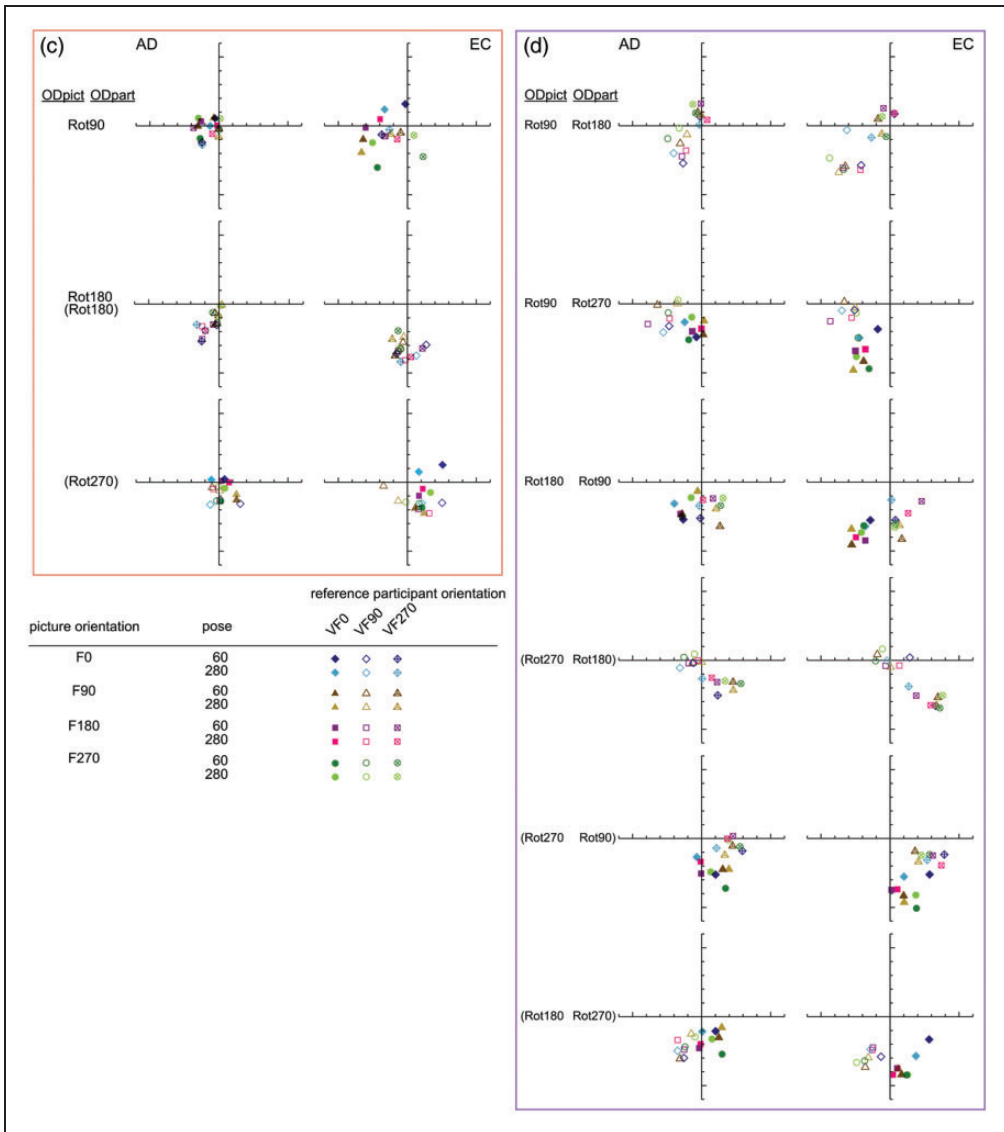 (c) AD EC
ODpict ODpart
Rot90
Rot180
(Rot180)
(Rot270)
reference participant orientation
picture orientation pose VF0 VF90 VF270
F0 60
280
F90 60
280
F180 60
280
F270 60
280
(d) AD EC
ODpict ODpart
Rot90 Rot180
Rot90 Rot270
Rot180 Rot90
(Rot270 Rot180)
(Rot270 Rot90)
(Rot180 Rot270)